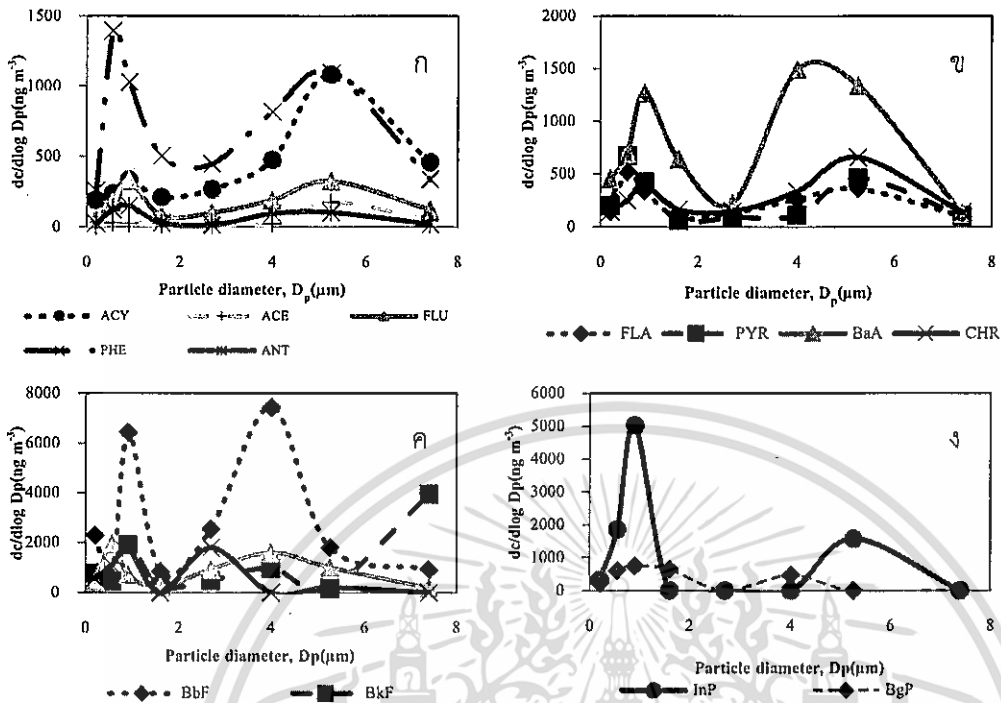 1500
1000
500
0
dc/dlog Dp(ng m⁻³)
ก
0 2 4 6 8
Particle diameter, Dₚ(μm)
ACY ACE FLU
PHE ANT
2000
1500
1000
500
0
dc/dlog Dp(ng m⁻³)
ข
0 2 4 6 8
Particle diameter, Dₚ(μm)
FLA PYR BaA CHR
8000
6000
4000
2000
0
dc/dlog Dp(ng m⁻³)
ค
0 2 4 6 8
Particle diameter, Dp(μm)
BbF BkF
6000
5000
4000
3000
2000
1000
0
dc/dlog Dp(ng m⁻³)
ง
0 2 4 6 8
Particle diameter, Dp(μm)
InP BgP